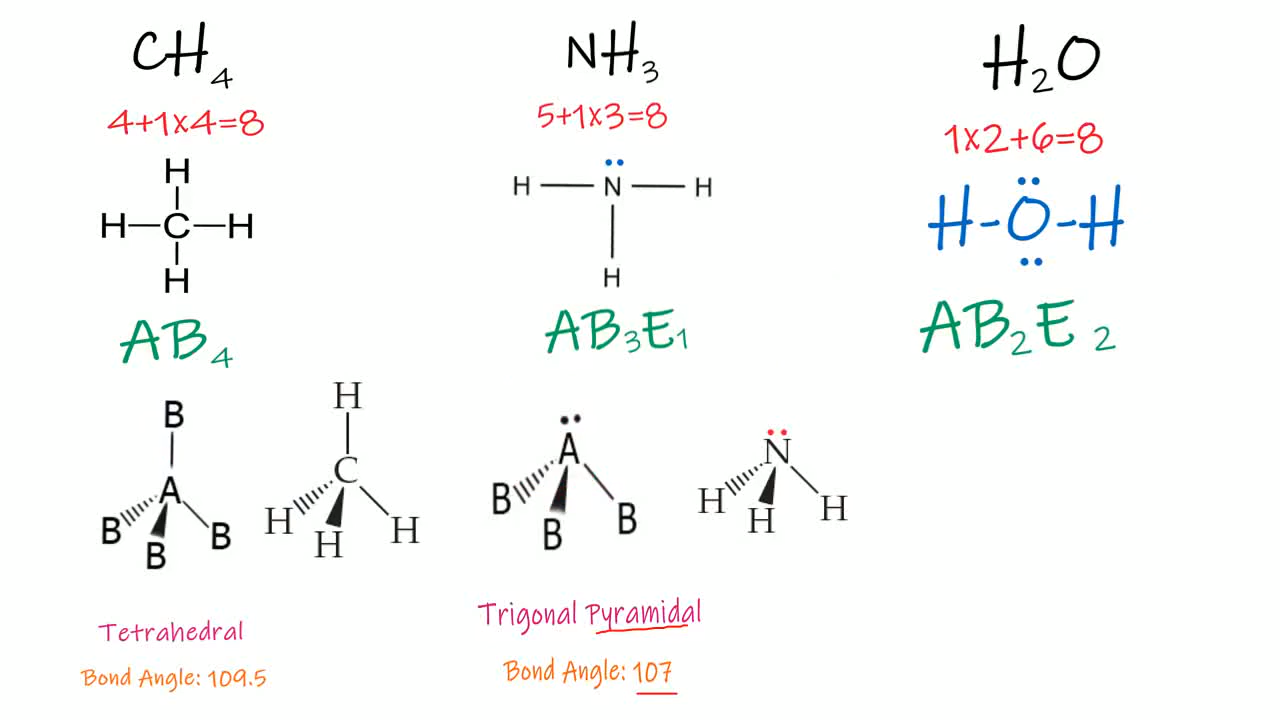 CH₄
4+1x4=8
H
H—C—H
H
AB₄
B
A
B B B
H
C
H H H
Tetrahedral
Bond Angle: 109.5
NH₃
5+1x3=8
••
H—N—H
H
AB₃E₁
••
A
B B B
••
N
H H H
Trigonal Pyramidal
Bond Angle: 107
H₂O
1x2+6=8
••
H-O-H
••
AB₂E₂